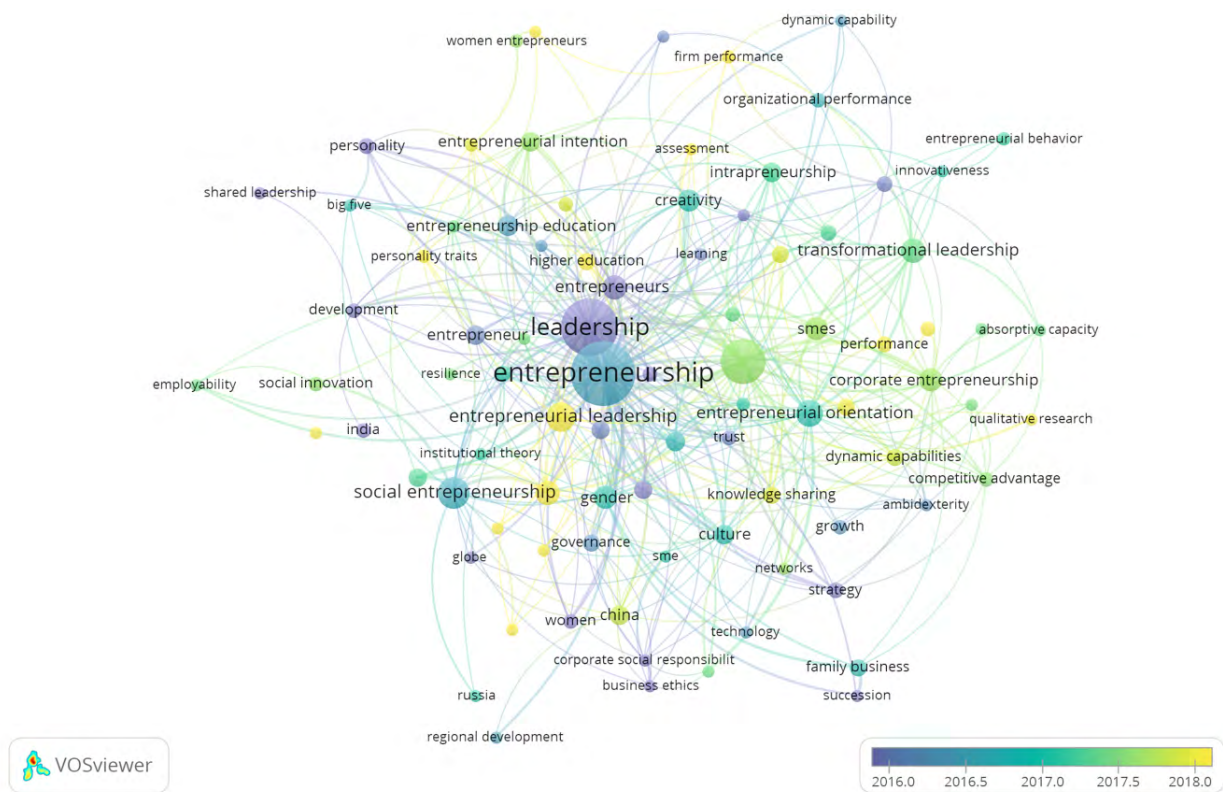 dynamic capability
women entrepreneurs
firm performance
organizational performance
entrepreneurial behavior
personality
entrepreneurial intention
assessment
intrapreneurship
innovativeness
shared leadership
big five
creativity
entrepreneurship education
personality traits
higher education
learning
transformational leadership
entrepreneurs
development
leadership
entrepreneur
smes
absorptive capacity
performance
resilience
entrepreneurship
employability
social innovation
corporate entrepreneurship
entrepreneurial leadership
entrepreneurial orientation
qualitative research
india
trust
institutional theory
dynamic capabilities
social entrepreneurship
gender
knowledge sharing
competitive advantage
ambidexterity
governance
culture
growth
globe
sme
networks
strategy
women
china
technology
corporate social responsibilit
business ethics
family business
russia
succession
regional development
VOSviewer
2016.0 2016.5 2017.0 2017.5 2018.0